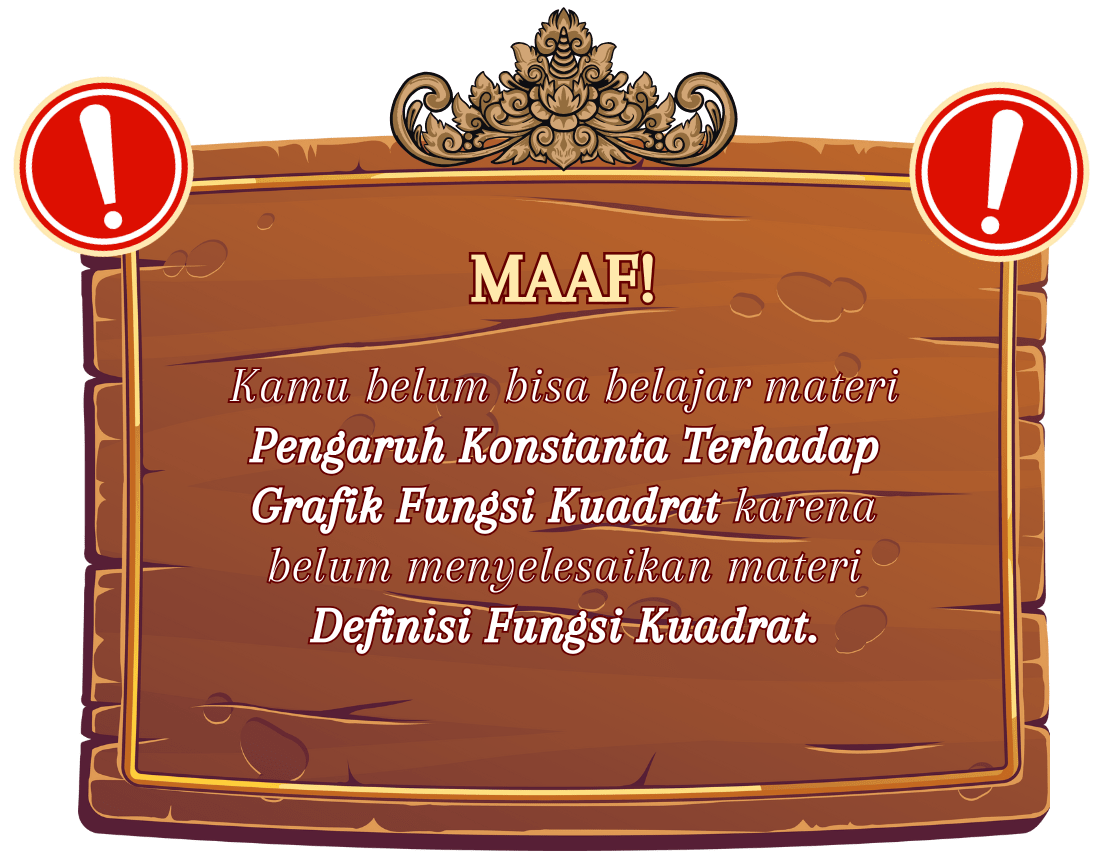 MAAF!
Kamu belum bisa belajar materi
Pengaruh Konstanta Terhadap
Grafik Fungsi Kuadrat karena
belum menyelesaikan materi
Definisi Fungsi Kuadrat.